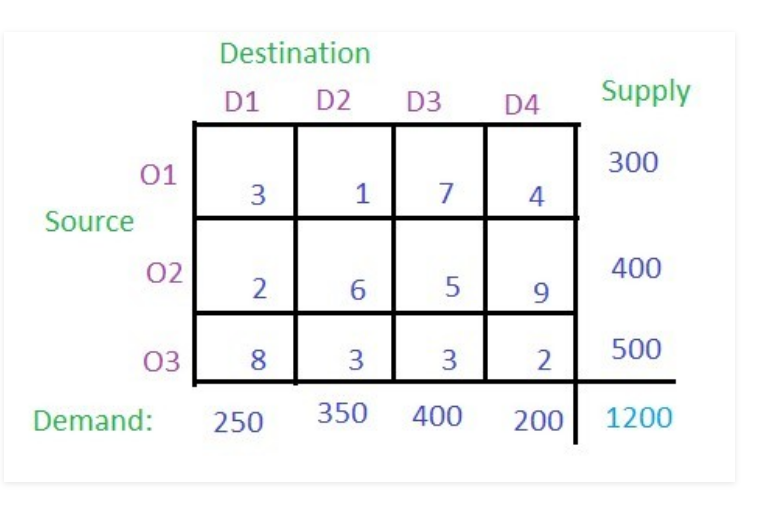 Destination
D1 D2 D3 D4 Supply
O1 3 1 7 4 300
Source
O2 2 6 5 9 400
O3 8 3 3 2 500
Demand: 250 350 400 200 1200